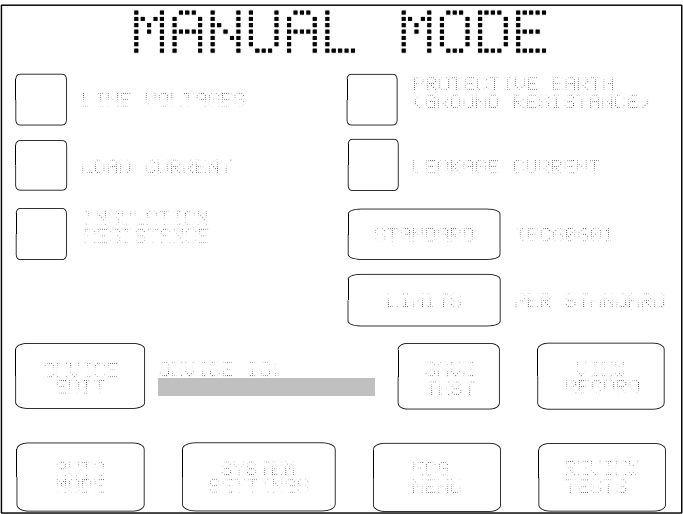 MANUAL MODE
LINE VOLTAGES
PROTECTIVE EARTH
(GROUND RESISTANCE)
LOAD CURRENT
LEAKAGE CURRENT
INSULATION
RESISTANCE
STANDARD
IEC60601
LIMITS
PER STANDARD
DEVICE
EDIT
DEVICE ID:
SAVE
TEST
VIEW
RECORD
AUTO
MODE
SYSTEM
SETTINGS
MENU
TESTS